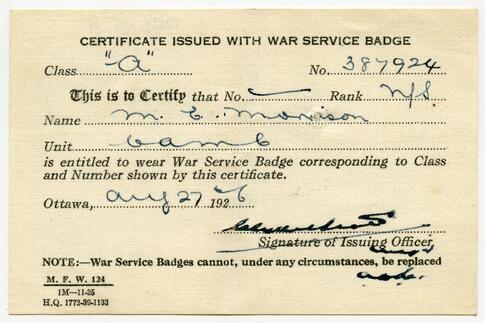 CERTIFICATE ISSUED WITH WAR SERVICE BADGE
Class "A" No. 387924
This is to Certify that No. Rank N/S
Name M. E. Morrison
Unit CAMC
is entitled to wear War Service Badge corresponding to Class
and Number shown by this certificate.
Ottawa, Aug 27 1926
Signature of Issuing Officer
NOTE:—War Service Badges cannot, under any circumstances, be replaced
M. F. W. 124
1M—11-25
H.Q. 1772-39-1133